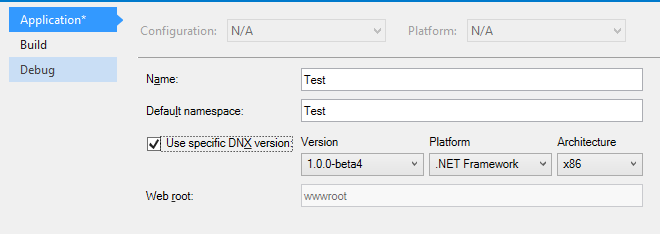 Application*
Build
Debug
Configuration: N/A Platform: N/A
Name: Test
Default namespace: Test
Use specific DNX version: Version Platform Architecture
1.0.0-beta4 .NET Framework x86
Web root: wwwroot